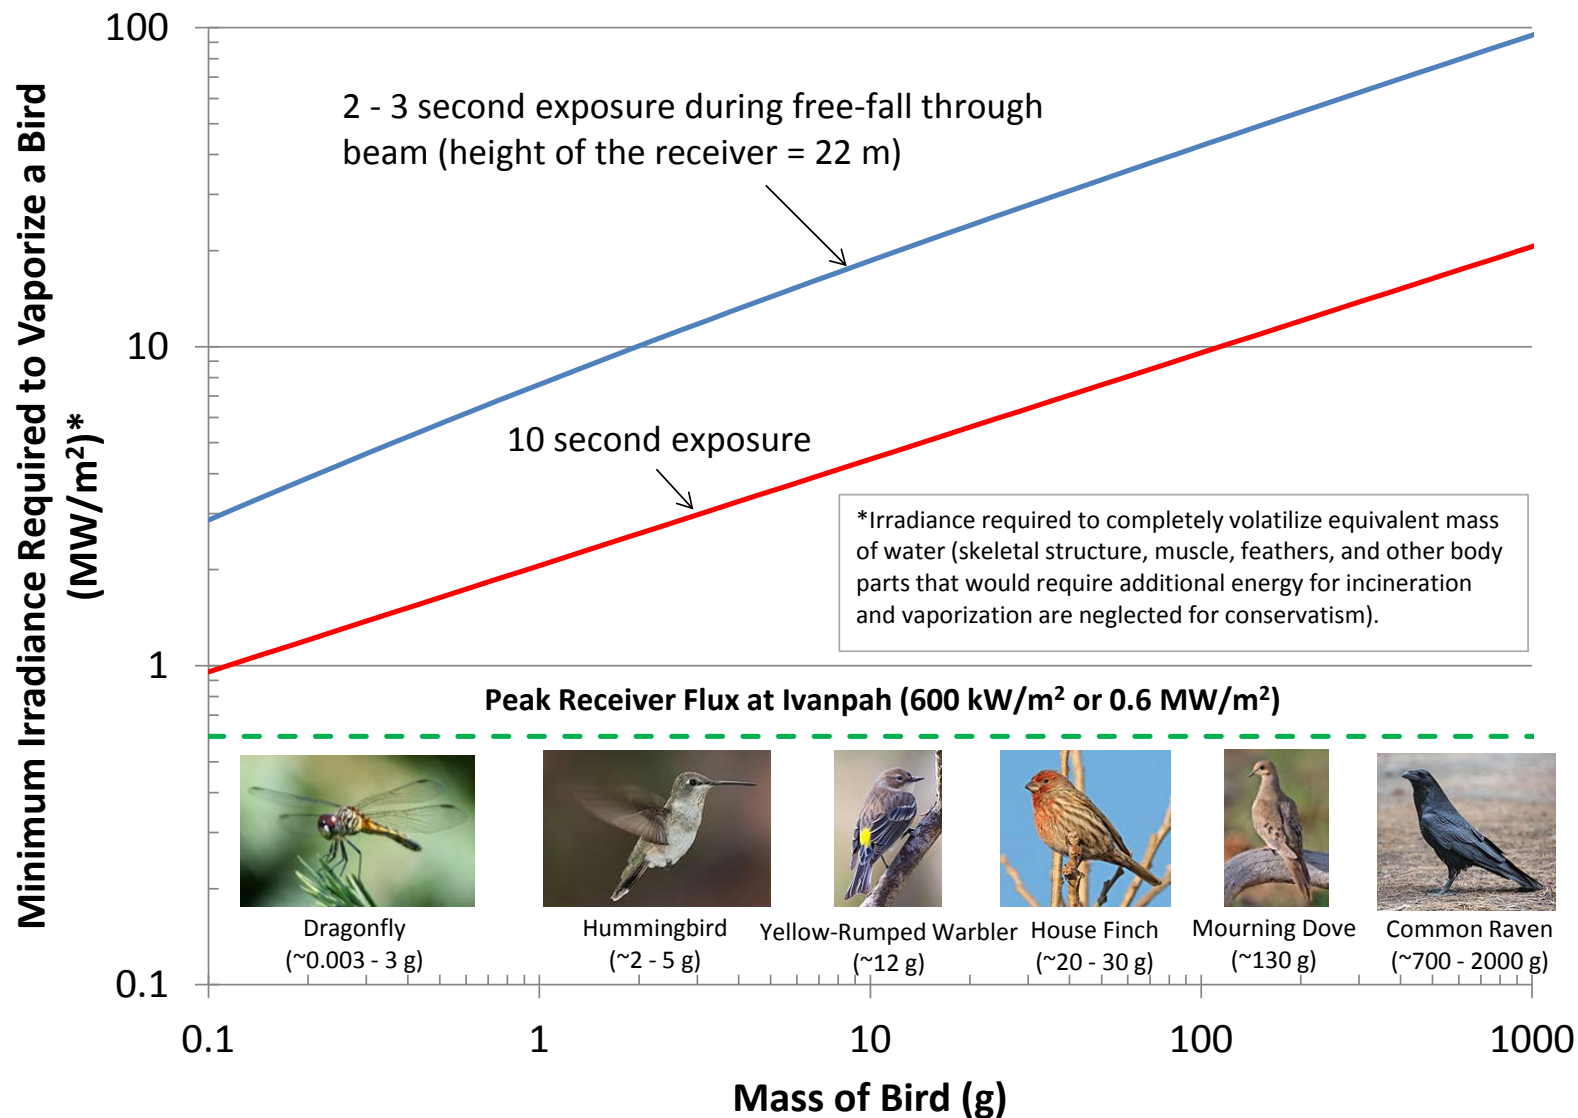 Minimum Irradiance Required to Vaporize a Bird
(MW/m²)*
100
10
1
0.1
2 - 3 second exposure during free-fall through
beam (height of the receiver = 22 m)
10 second exposure
*Irradiance required to completely volatilize equivalent mass
of water (skeletal structure, muscle, feathers, and other body
parts that would require additional energy for incineration
and vaporization are neglected for conservatism).
Peak Receiver Flux at Ivanpah (600 kW/m² or 0.6 MW/m²)
Dragonfly
(~0.003 - 3 g)
Hummingbird
(~2 - 5 g)
Yellow-Rumped Warbler
(~12 g)
House Finch
(~20 - 30 g)
Mourning Dove
(~130 g)
Common Raven
(~700 - 2000 g)
0.1 1 10 100 1000
Mass of Bird (g)